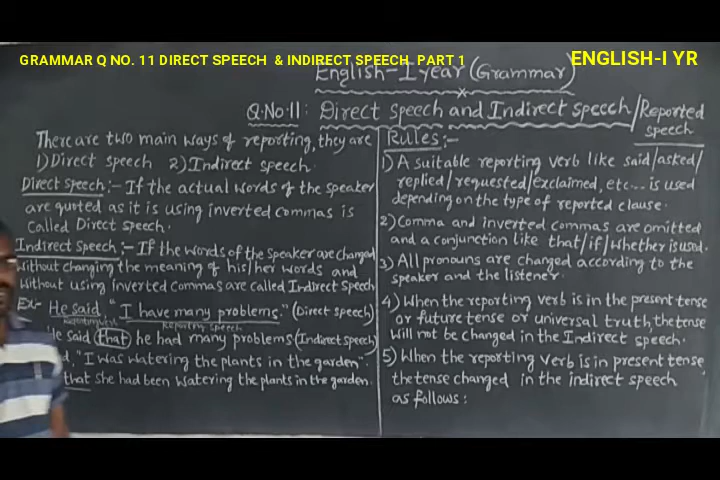 GRAMMAR Q NO. 11 DIRECT SPEECH & INDIRECT SPEECH PART 1
ENGLISH-I YR
English-I year (Grammar)
Q.No:11: Direct speech and Indirect speech/Reported speech
There are two main ways of reporting, they are
1) Direct speech 2) Indirect speech.
Direct speech:- If the actual words of the speaker
are quoted as it is using inverted commas is
called Direct speech.
Indirect speech:- If the words of the speaker are changed
without changing the meaning of his/her words and
without using inverted commas are called Indirect speech
Ex:- He said, "I have many problems." (Direct speech)
Reporting speech
He said that he had many problems (Indirect speech)
"I was watering the plants in the garden".
that she had been watering the plants in the garden.
Rules:-
1) A suitable reporting verb like said/asked/
replied/requested/exclaimed, etc... is used
depending on the type of reported clause.
2) Comma and inverted commas are omitted
and a conjunction like that/if/whether is used.
3) All pronouns are changed according to the
speaker and the listener.
4) When the reporting verb is in the present tense
or future tense or universal truth, the tense
will not be changed in the Indirect speech.
5) When the reporting verb is in present tense,
the tense changed in the indirect speech
as follows: